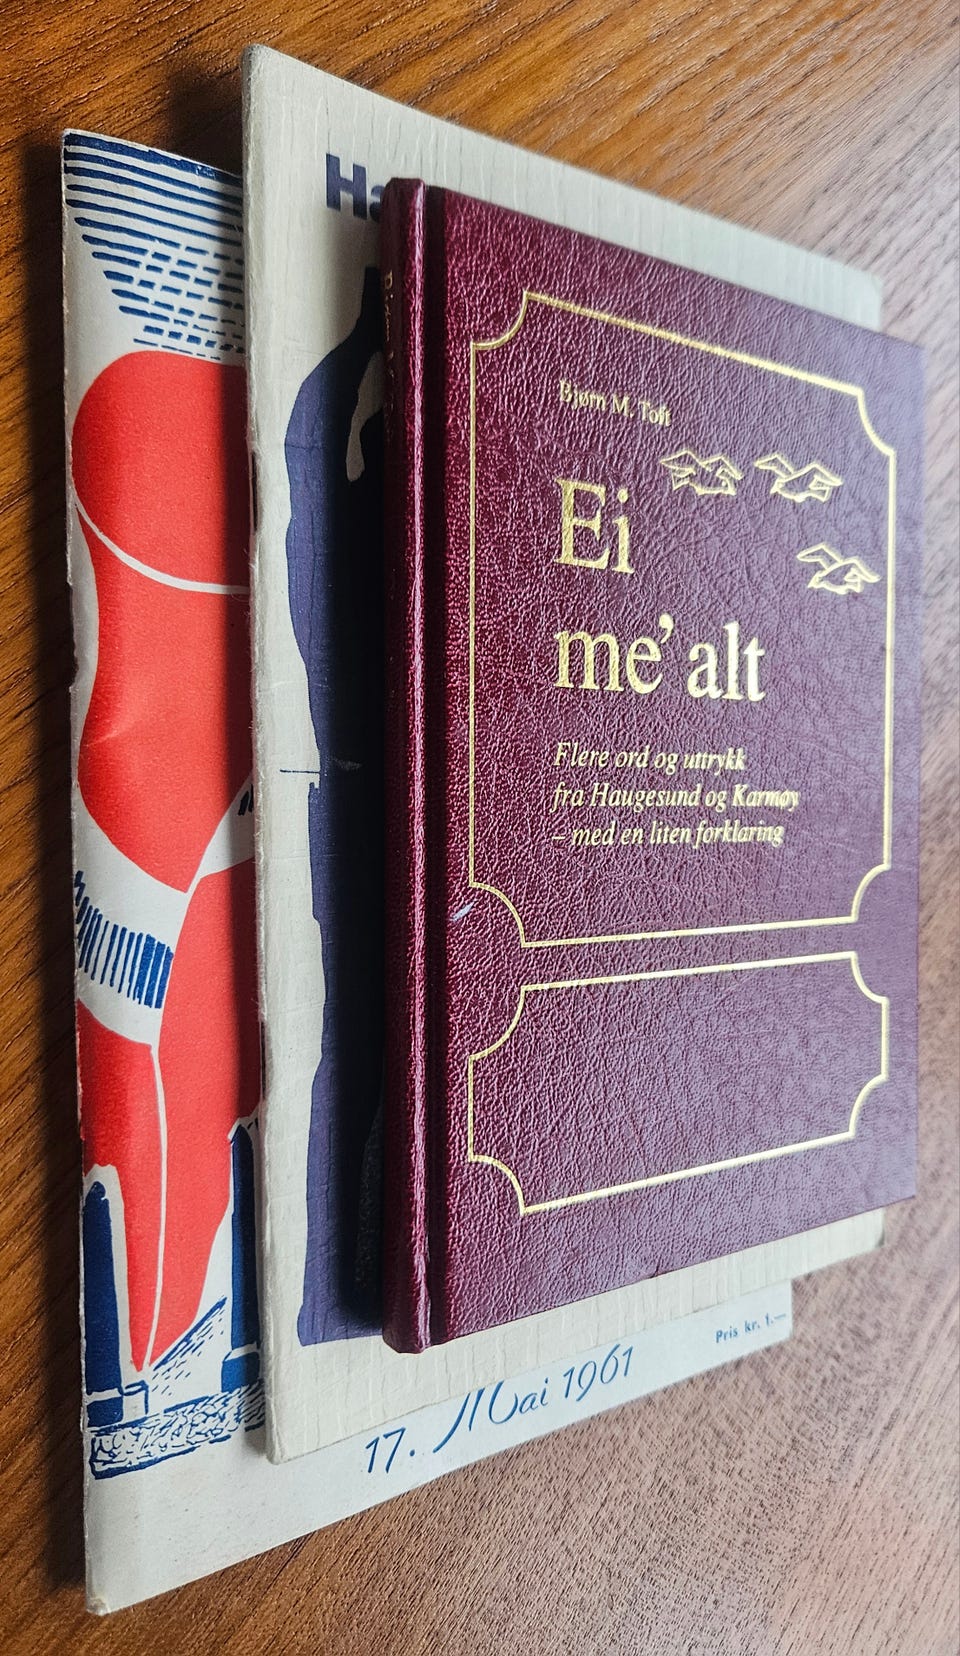 Bjørn M. Toft
Ei
me' alt
Flere ord og uttrykk
fra Haugesund og Karmøy
– med en liten forklaring
Pris kr. 1.—
17. Mai 1961